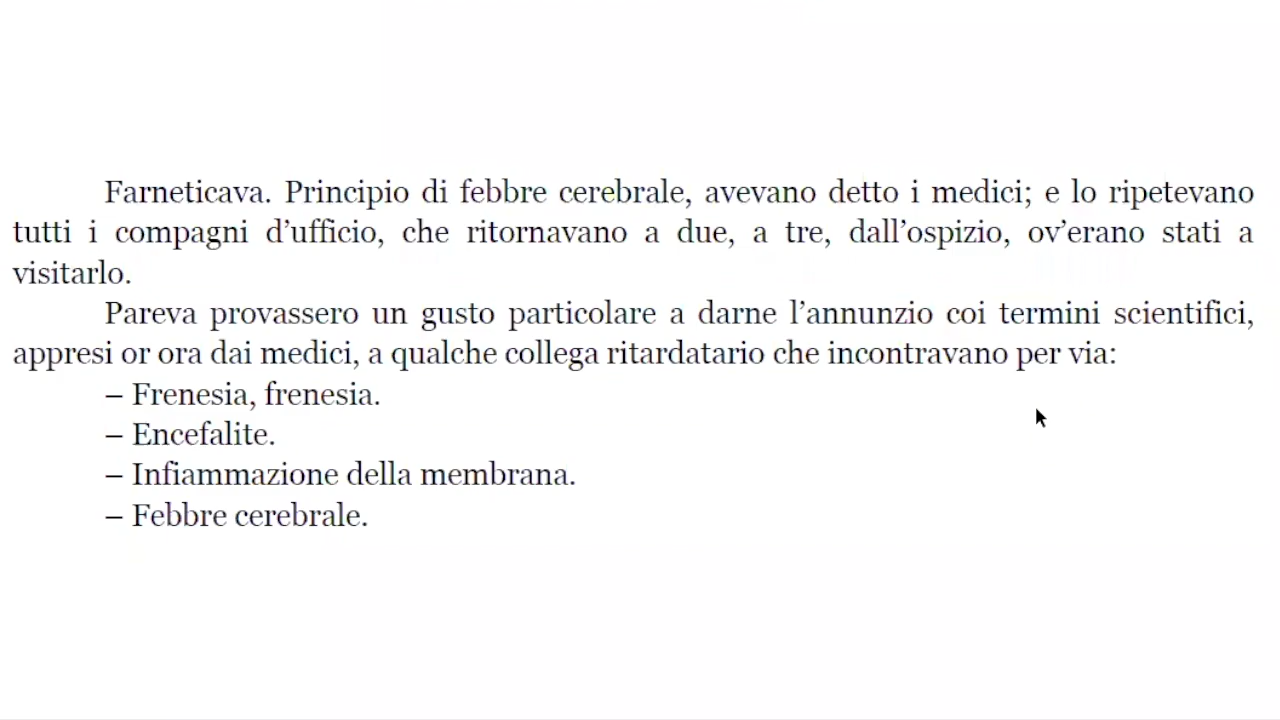 Farneticava. Principio di febbre cerebrale, avevano detto i medici; e lo ripetevano
tutti i compagni d’ufficio, che ritornavano a due, a tre, dall’ospizio, ov’erano stati a
visitarlo.
Pareva provassero un gusto particolare a darne l’annunzio coi termini scientifici,
appresi or ora dai medici, a qualche collega ritardatario che incontravano per via:
– Frenesia, frenesia.
– Encefalite.
– Infiammazione della membrana.
– Febbre cerebrale.